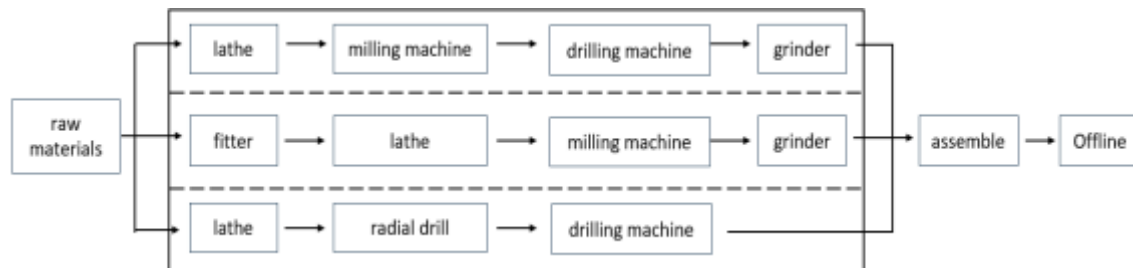 lathe
milling machine
drilling machine
grinder
raw
materials
fitter
lathe
milling machine
grinder
assemble
Offline
lathe
radial drill
drilling machine